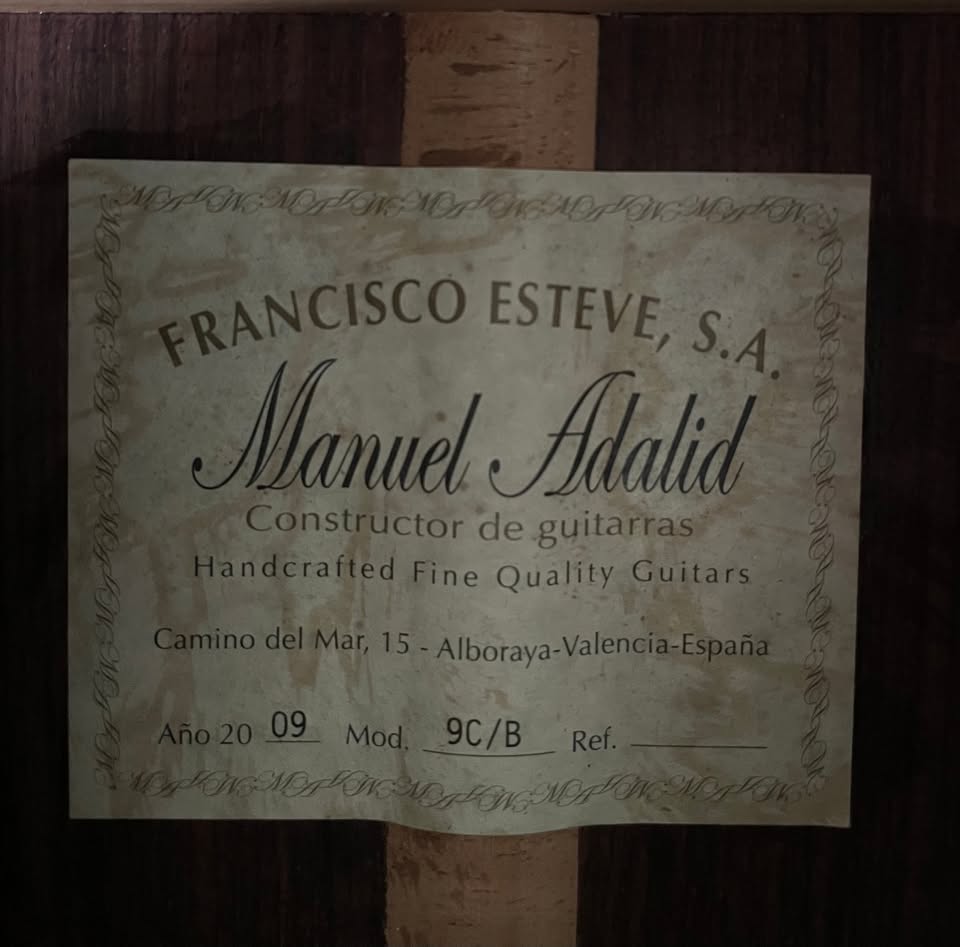 FRANCISCO ESTEVE, S.A.
Manuel Adalid
Constructor de guitarras
Handcrafted Fine Quality Guitars
Camino del Mar, 15 - Alboraya-Valencia-España
Año 20 09 Mod. 9C/B Ref.